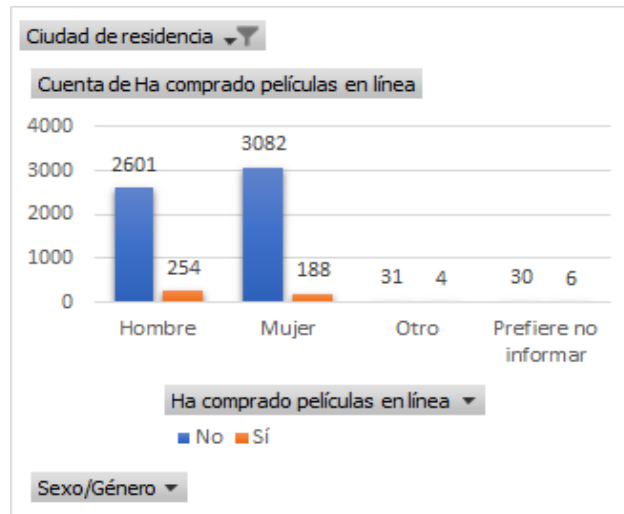 Ciudad de residencia
Cuenta de Ha comprado películas en línea
4000
3000
2000
1000
0
2601
254
3082
188
31
4
30
6
Hombre
Mujer
Otro
Prefiere no
informar
Ha comprado películas en línea
No Sí
Sexo/Género